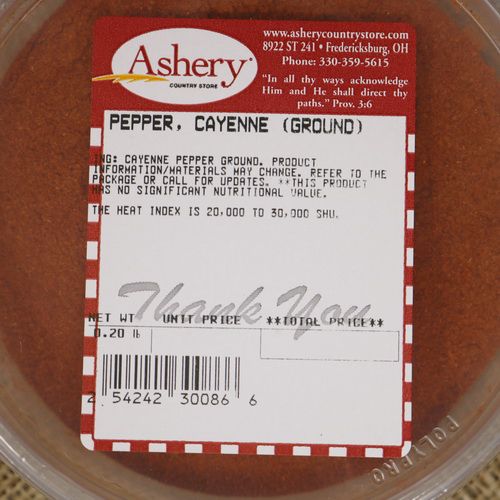 www.asherycountrystore.com
8922 ST 241 • Fredericksburg, OH
Phone: 330-359-5615
Ashery
COUNTRY STORE
"In all thy ways acknowledge
Him and He shall direct thy
paths." Prov. 3:6
PEPPER, CAYENNE (GROUND)
ING: CAYENNE PEPPER GROUND. PRODUCT
INFORMATION/MATERIALS MAY CHANGE. REFER TO THE
PACKAGE OR CALL FOR UPDATES. **THIS PRODUCT
HAS NO SIGNIFICANT NUTRITIONAL VALUE.
THE HEAT INDEX IS 20,000 TO 30,000 SHU.
Thank You
NET WT UNIT PRICE **TOTAL PRICE**
0.20 lb
2 54242 30086 6
POLYPRO